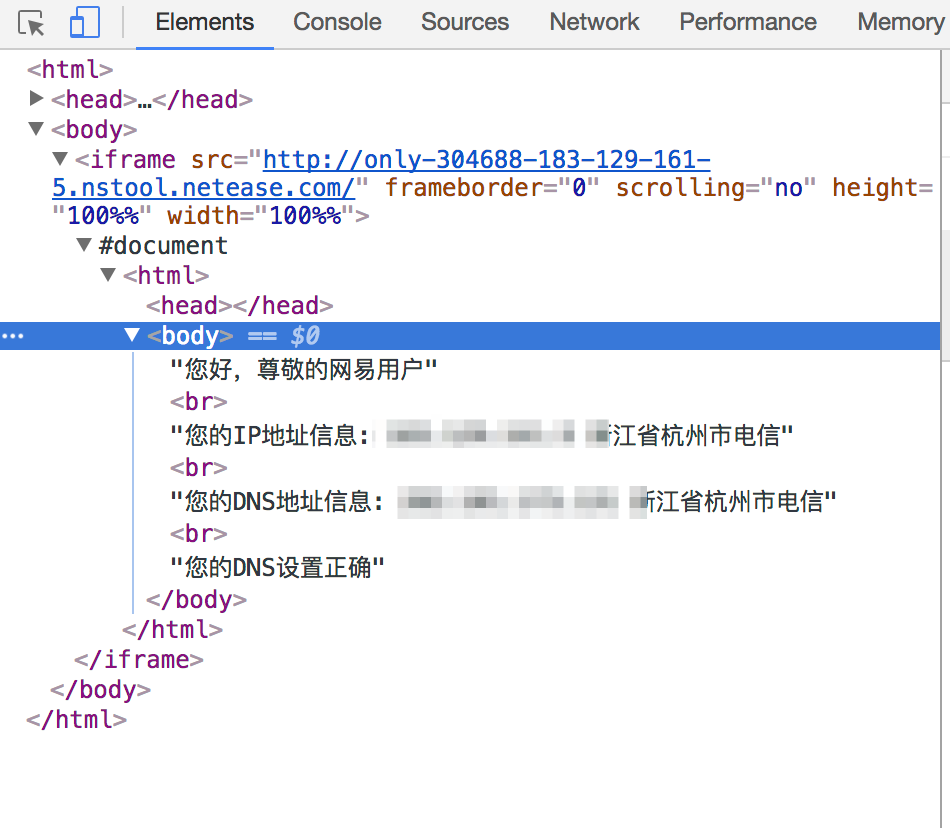 Elements Console Sources Network Performance Memory
<html>
<head>…</head>
<body>
<iframe src="http://only-304688-183-129-161-
5.nstool.netease.com/" frameborder="0" scrolling="no" height=
"100%%" width="100%%">
#document
<html>
<head></head>
<body> == $0
"您好，尊敬的网易用户"
<br>
"您的IP地址信息: 江省杭州市电信"
<br>
"您的DNS地址信息: 江省杭州市电信"
<br>
"您的DNS设置正确"
</body>
</html>
</iframe>
</body>
</html>